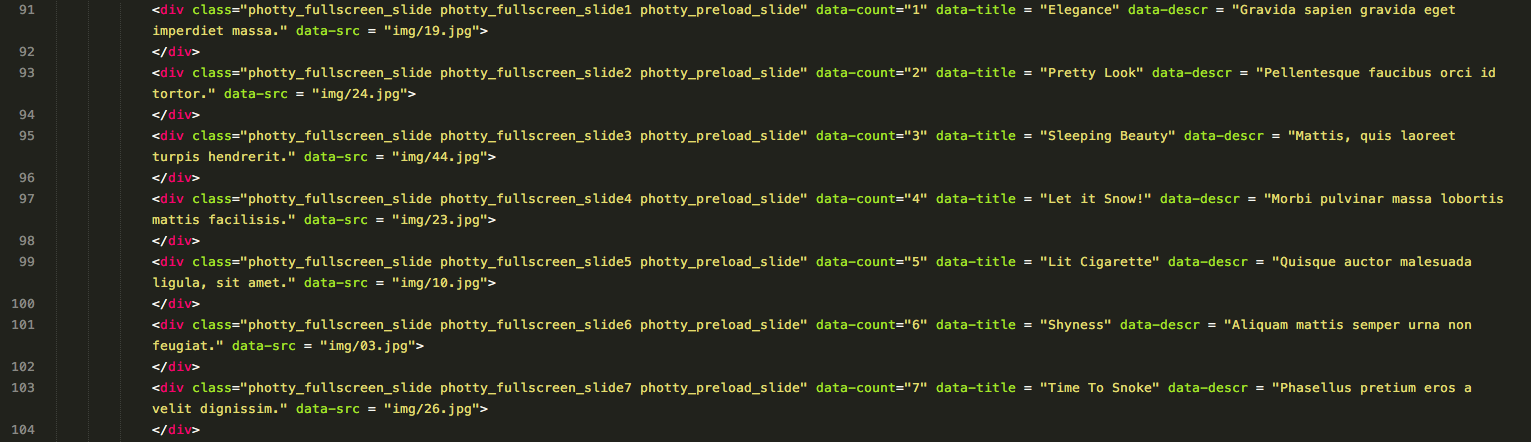 91 <div class="photty_fullscreen_slide photty_fullscreen_slide1 photty_preload_slide" data-count="1" data-title = "Elegance" data-descr = "Gravida sapien gravida eget
imperdiet massa." data-src = "img/19.jpg">
92 </div>
93 <div class="photty_fullscreen_slide photty_fullscreen_slide2 photty_preload_slide" data-count="2" data-title = "Pretty Look" data-descr = "Pellentesque faucibus orci id
tortor." data-src = "img/24.jpg">
94 </div>
95 <div class="photty_fullscreen_slide photty_fullscreen_slide3 photty_preload_slide" data-count="3" data-title = "Sleeping Beauty" data-descr = "Mattis, quis laoreet
turpis hendrerit." data-src = "img/44.jpg">
96 </div>
97 <div class="photty_fullscreen_slide photty_fullscreen_slide4 photty_preload_slide" data-count="4" data-title = "Let it Snow!" data-descr = "Morbi pulvinar massa lobortis
mattis facilisis." data-src = "img/23.jpg">
98 </div>
99 <div class="photty_fullscreen_slide photty_fullscreen_slide5 photty_preload_slide" data-count="5" data-title = "Lit Cigarette" data-descr = "Quisque auctor malesuada
ligula, sit amet." data-src = "img/10.jpg">
100 </div>
101 <div class="photty_fullscreen_slide photty_fullscreen_slide6 photty_preload_slide" data-count="6" data-title = "Shyness" data-descr = "Aliquam mattis semper urna non
feugiat." data-src = "img/03.jpg">
102 </div>
103 <div class="photty_fullscreen_slide photty_fullscreen_slide7 photty_preload_slide" data-count="7" data-title = "Time To Snoke" data-descr = "Phasellus pretium eros a
velit dignissim." data-src = "img/26.jpg">
104 </div>